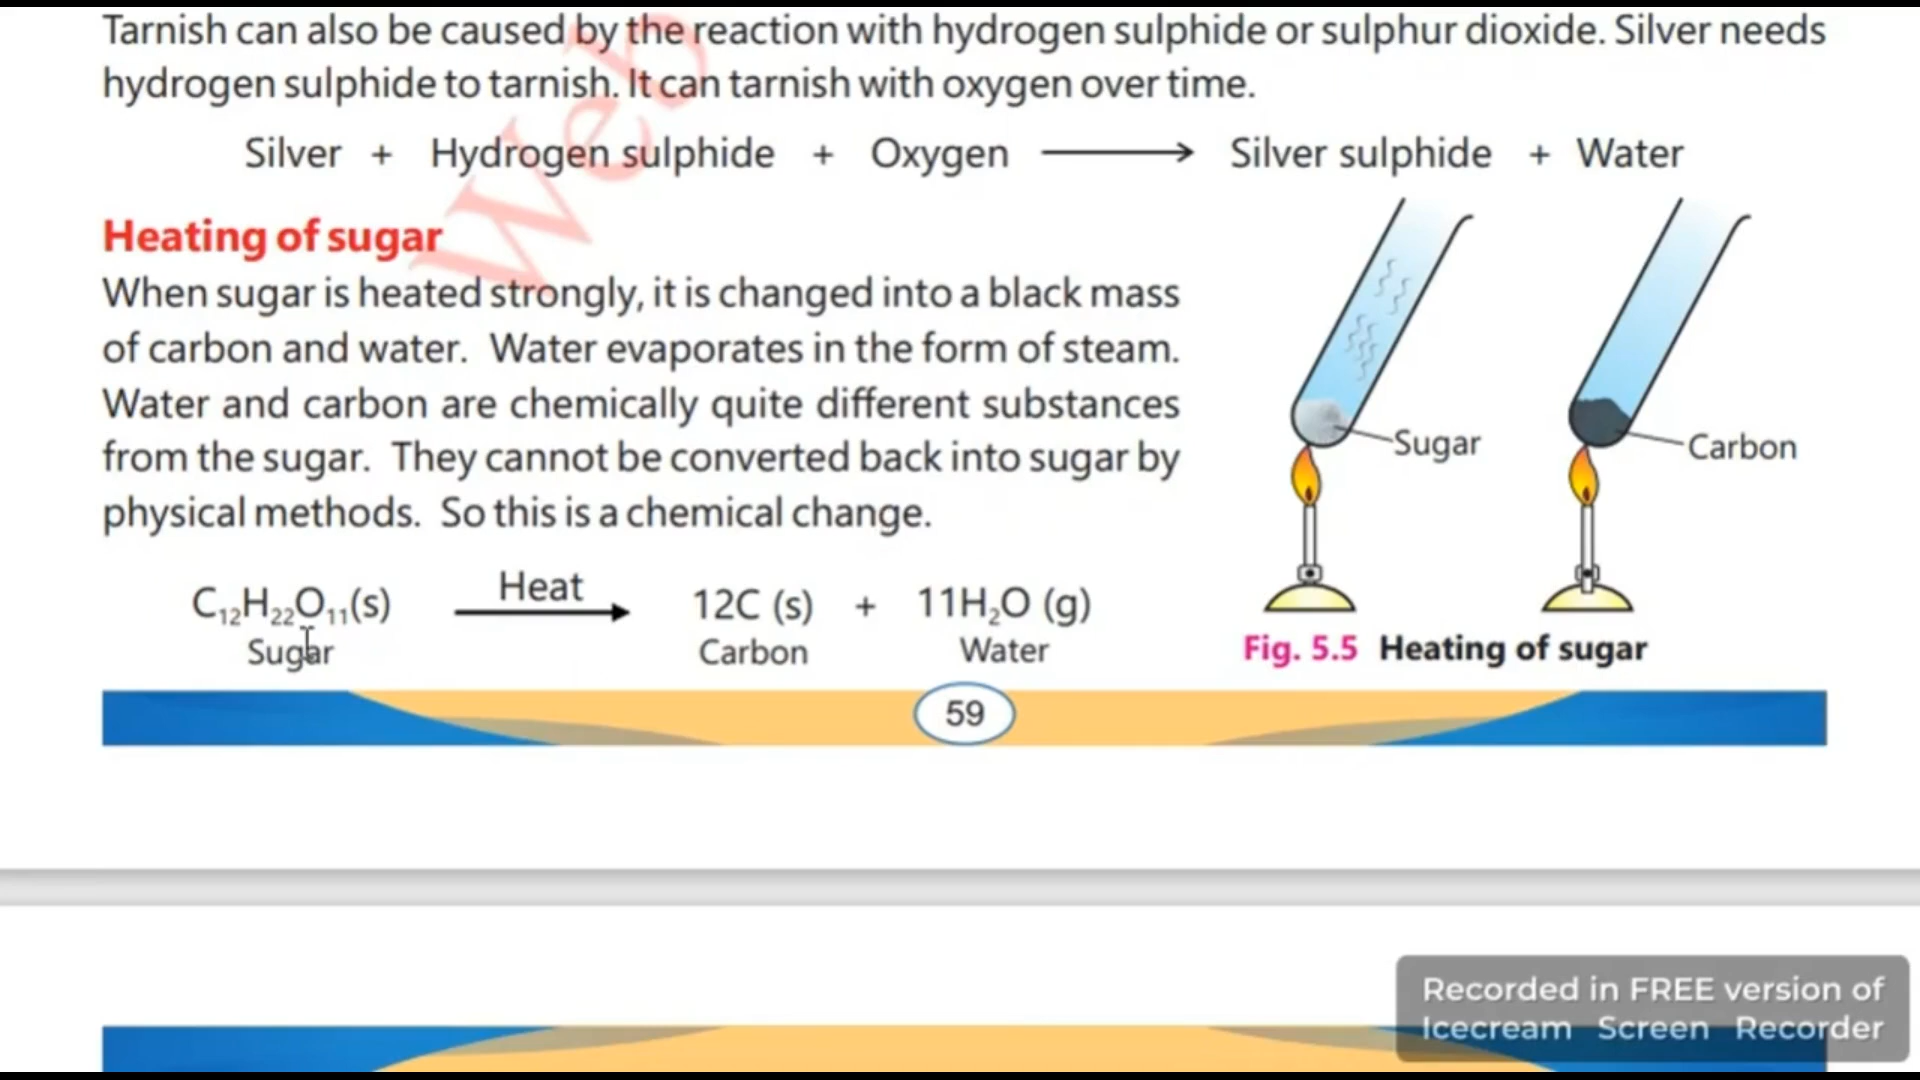 Tarnish can also be caused by the reaction with hydrogen sulphide or sulphur dioxide. Silver needs
hydrogen sulphide to tarnish. It can tarnish with oxygen over time.
Silver + Hydrogen sulphide + Oxygen ⟶ Silver sulphide + Water
Heating of sugar
When sugar is heated strongly, it is changed into a black mass
of carbon and water. Water evaporates in the form of steam.
Water and carbon are chemically quite different substances
from the sugar. They cannot be converted back into sugar by
physical methods. So this is a chemical change.
Sugar
Carbon
Heat
C₁₂H₂₂O₁₁(s) ⟶ 12C (s) + 11H₂O (g)
Sugar Carbon Water
Fig. 5.5 Heating of sugar
59
Web
Recorded in FREE version of
Icecream Screen Recorder